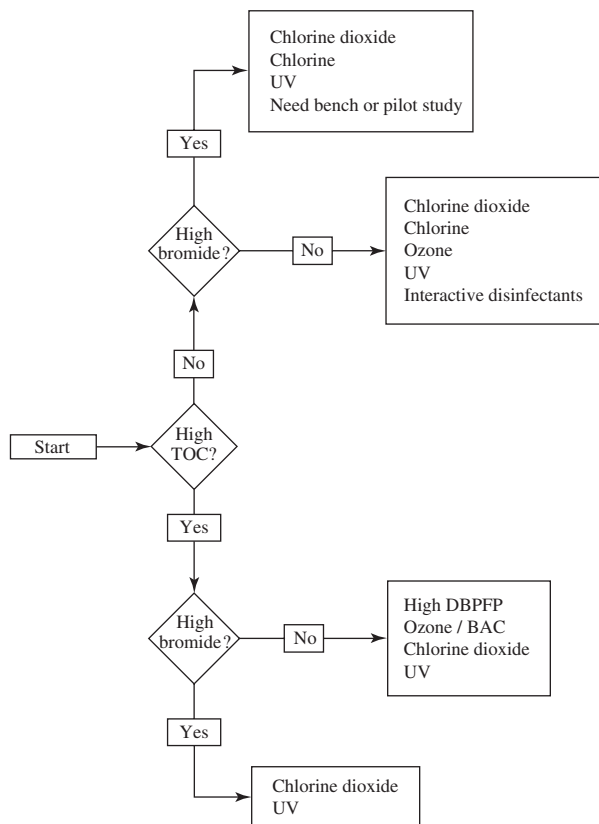 Chlorine dioxide
Chlorine
UV
Need bench or pilot study
Yes
High
bromide?
No
Chlorine dioxide
Chlorine
Ozone
UV
Interactive disinfectants
No
Start
High
TOC?
Yes
High
bromide?
No
High DBPFP
Ozone / BAC
Chlorine dioxide
UV
Yes
Chlorine dioxide
UV